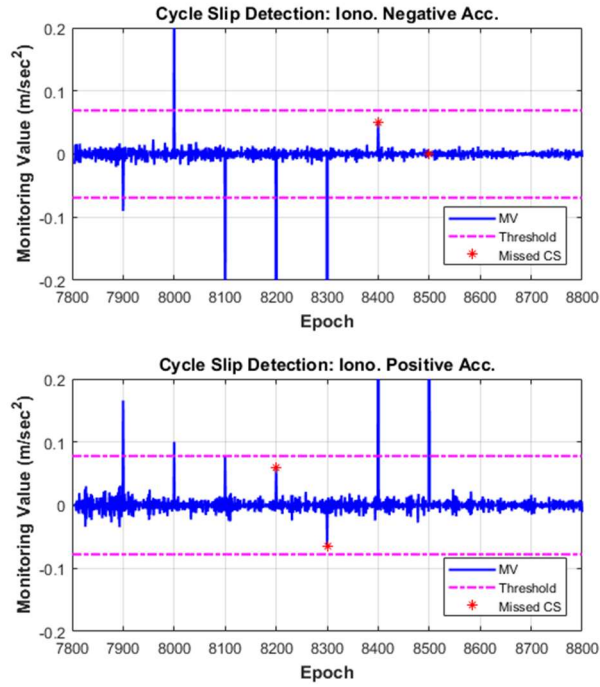 Cycle Slip Detection: Iono. Negative Acc.
Monitoring Value (m/sec²)
0.2
0.1
0
-0.1
-0.2
MV
Threshold
Missed CS
7800 7900 8000 8100 8200 8300 8400 8500 8600 8700 8800
Epoch
Cycle Slip Detection: Iono. Positive Acc.
Monitoring Value (m/sec²)
0.2
0.1
0
-0.1
-0.2
MV
Threshold
Missed CS
7800 7900 8000 8100 8200 8300 8400 8500 8600 8700 8800
Epoch